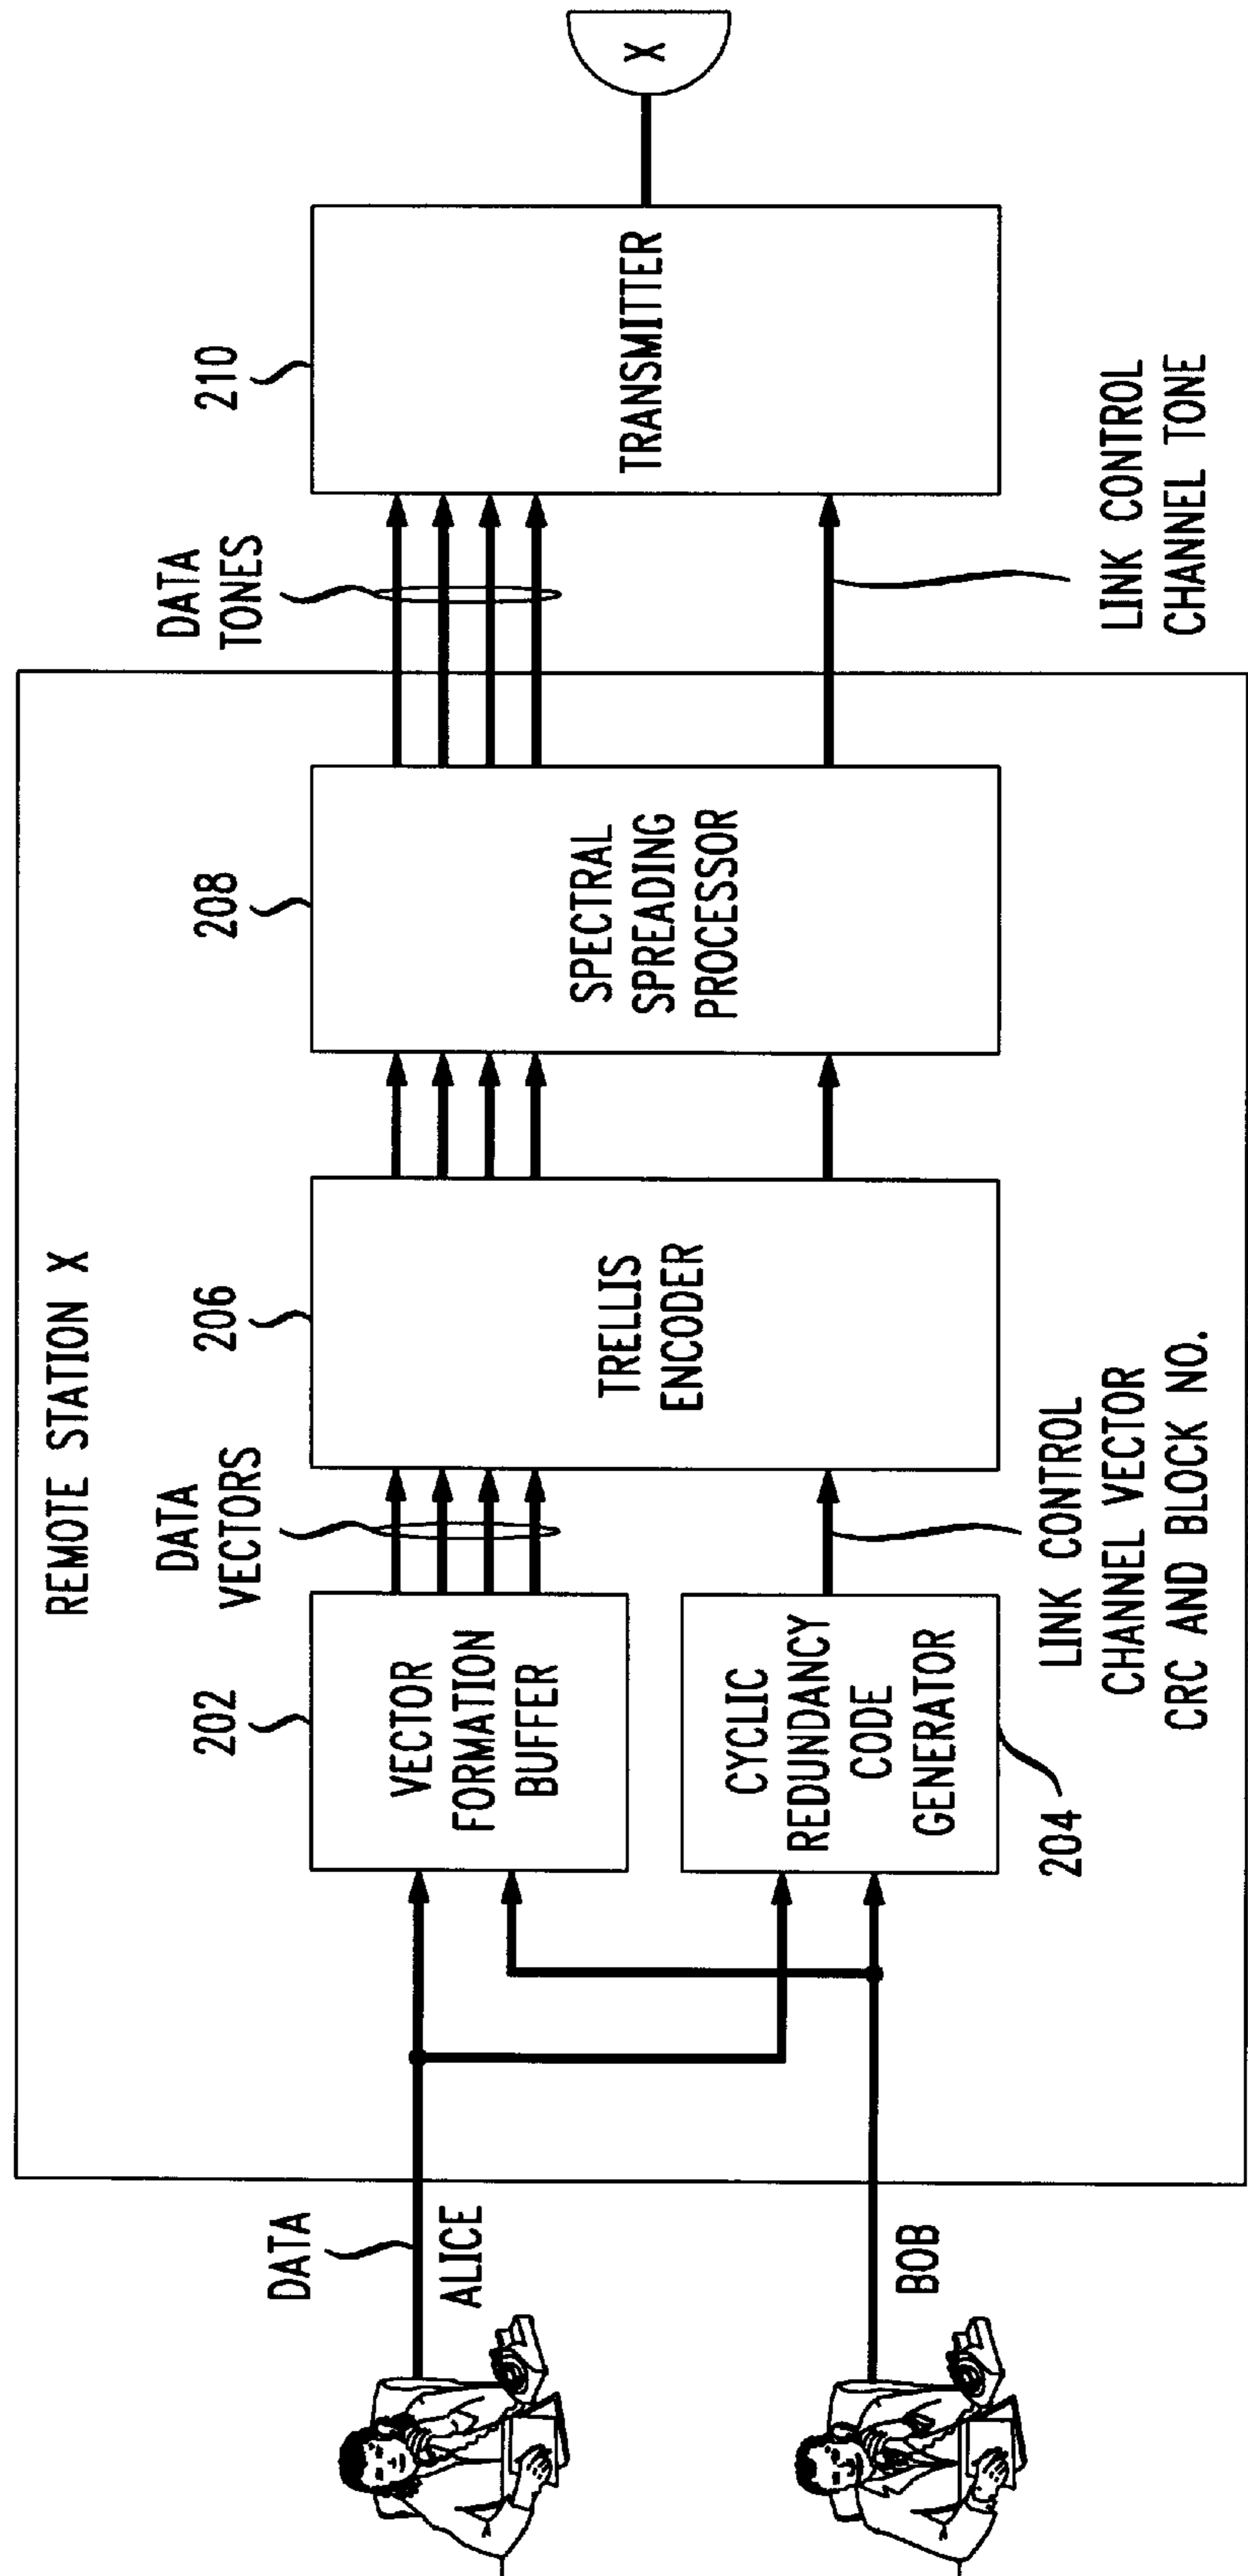 REMOTE STATION X
DATA
ALICE
BOB
202
VECTOR
FORMATION
BUFFER
CYCLIC
REDUNDANCY
CODE
GENERATOR
204
DATA
VECTORS
LINK CONTROL
CHANNEL VECTOR
CRC AND BLOCK NO.
206
TRELLIS
ENCODER
208
SPECTRAL
SPREADING
PROCESSOR
DATA
TONES
LINK CONTROL
CHANNEL TONE
210
TRANSMITTER
X